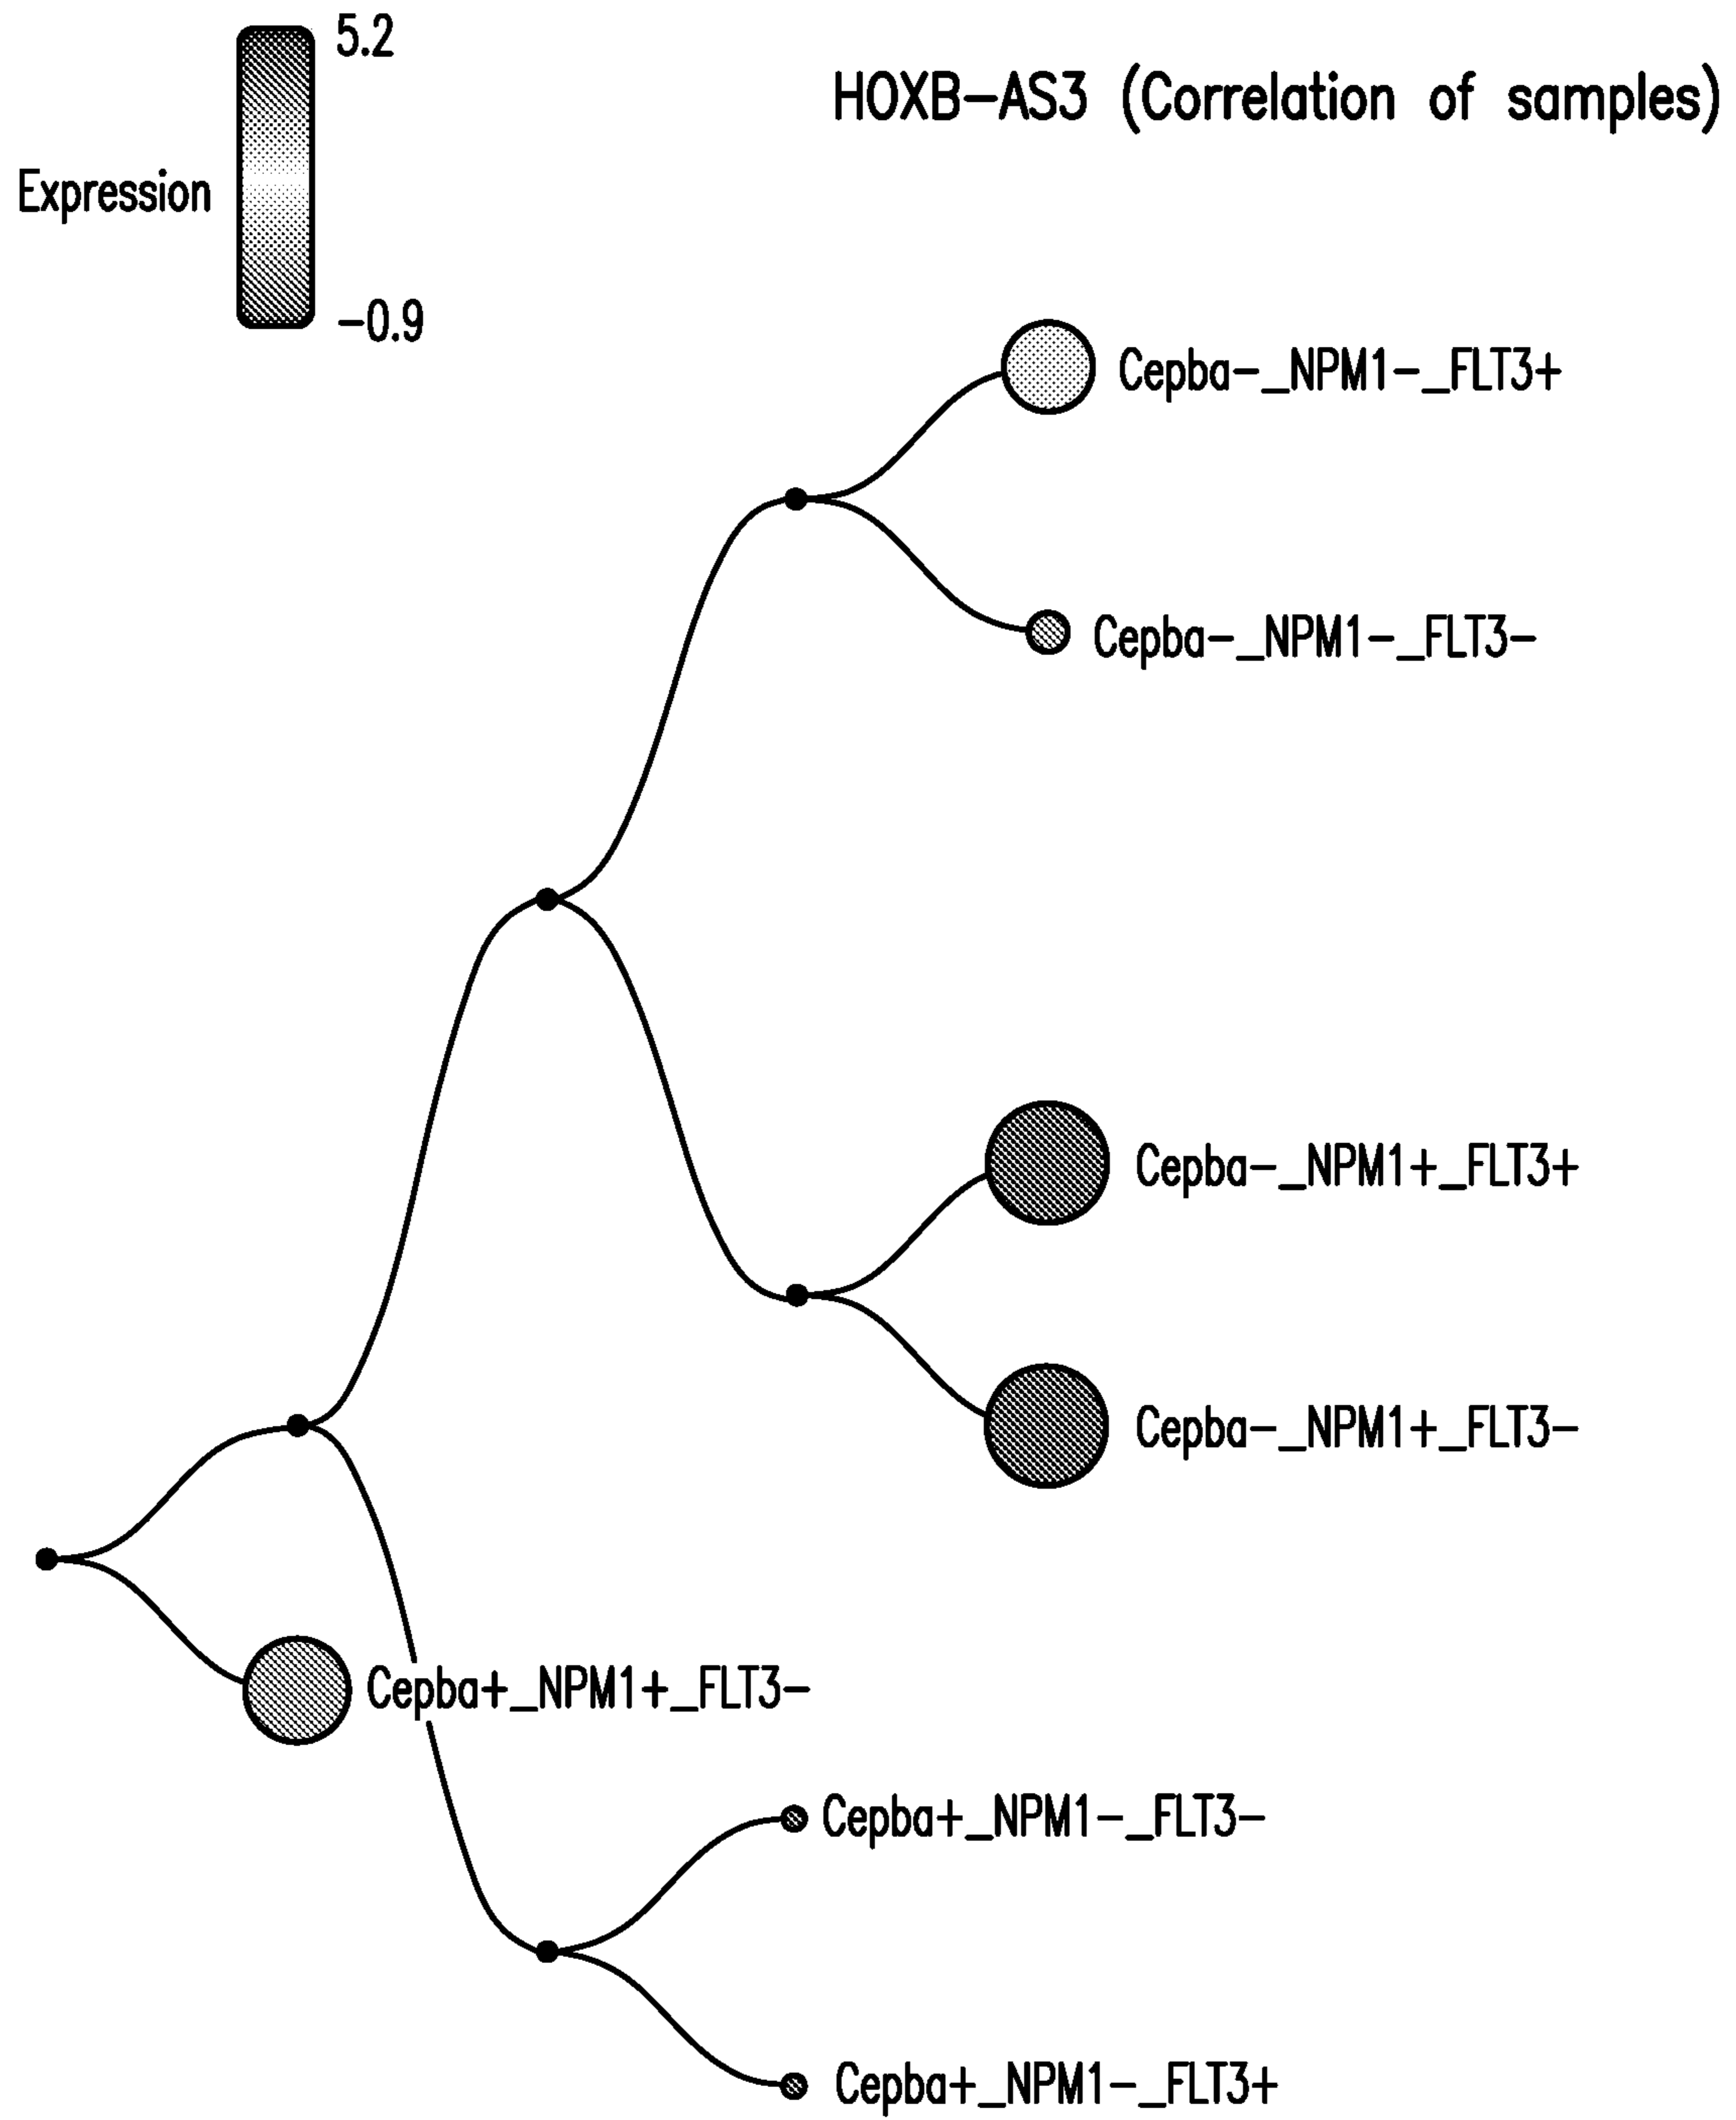 5.2
HOXB-AS3 (Correlation of samples)
Expression
-0.9
Cepba-_NPM1-_FLT3+
Cepba-_NPM1-_FLT3-
Cepba-_NPM1+_FLT3+
Cepba-_NPM1+_FLT3-
Cepba+_NPM1+_FLT3-
Cepba+_NPM1-_FLT3-
Cepba+_NPM1-_FLT3+